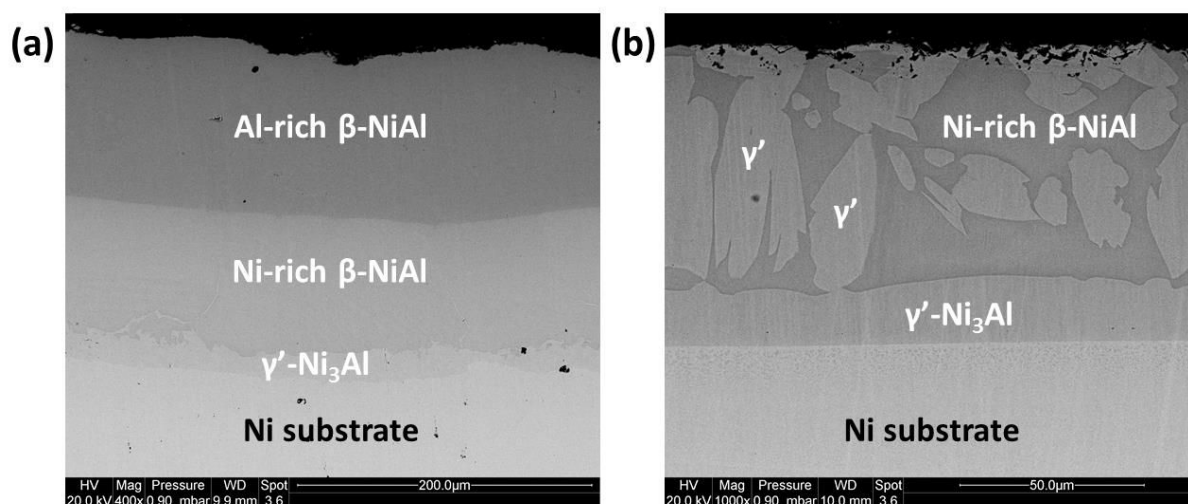 (a)
Al-rich β-NiAl
Ni-rich β-NiAl
γ’-Ni₃Al
Ni substrate
HV Mag Pressure WD Spot
20.0 kV 400x 0.90 mbar 9.9 mm 3.6
200.0µm
(b)
Ni-rich β-NiAl
γ’
γ’
γ’-Ni₃Al
Ni substrate
HV Mag Pressure WD Spot
20.0 kV 1000x 0.90 mbar 10.0 mm 3.6
50.0µm